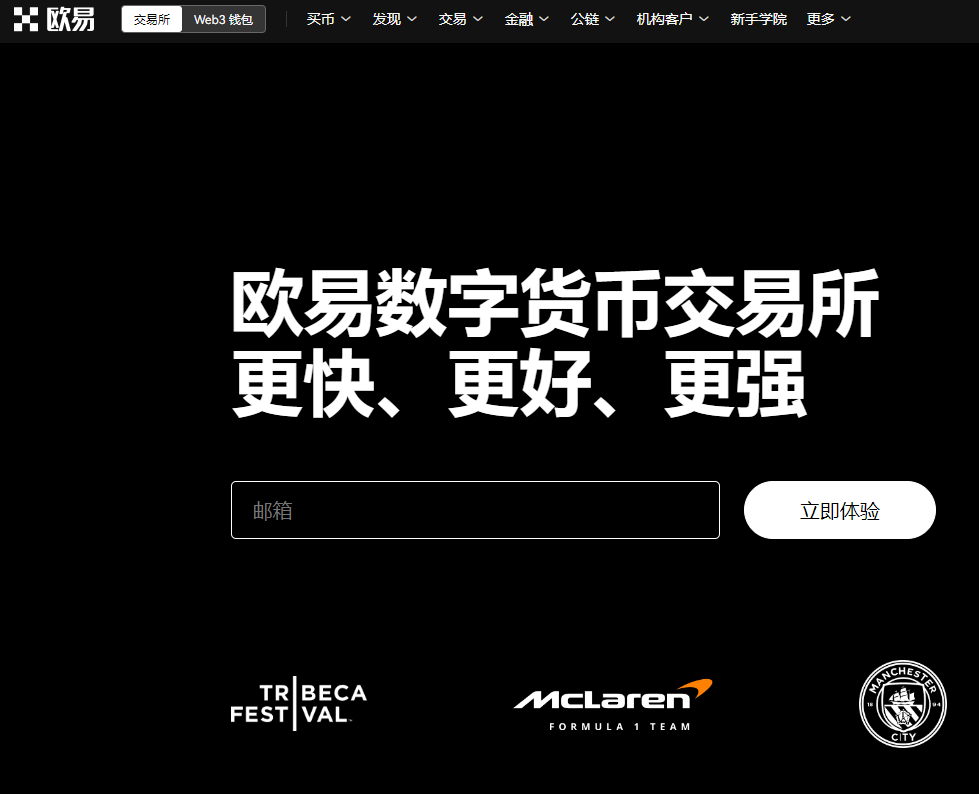 欧易 交易所 Web3 钱包 买币 发现 交易 金融 公链 机构客户 新手学院 更多
欧易数字货币交易所
更快、更好、更强
邮箱 立即体验
TRIBECA
FESTIVAL
McLaren
FORMULA 1 TEAM
MANCHESTER
18 94
CITY